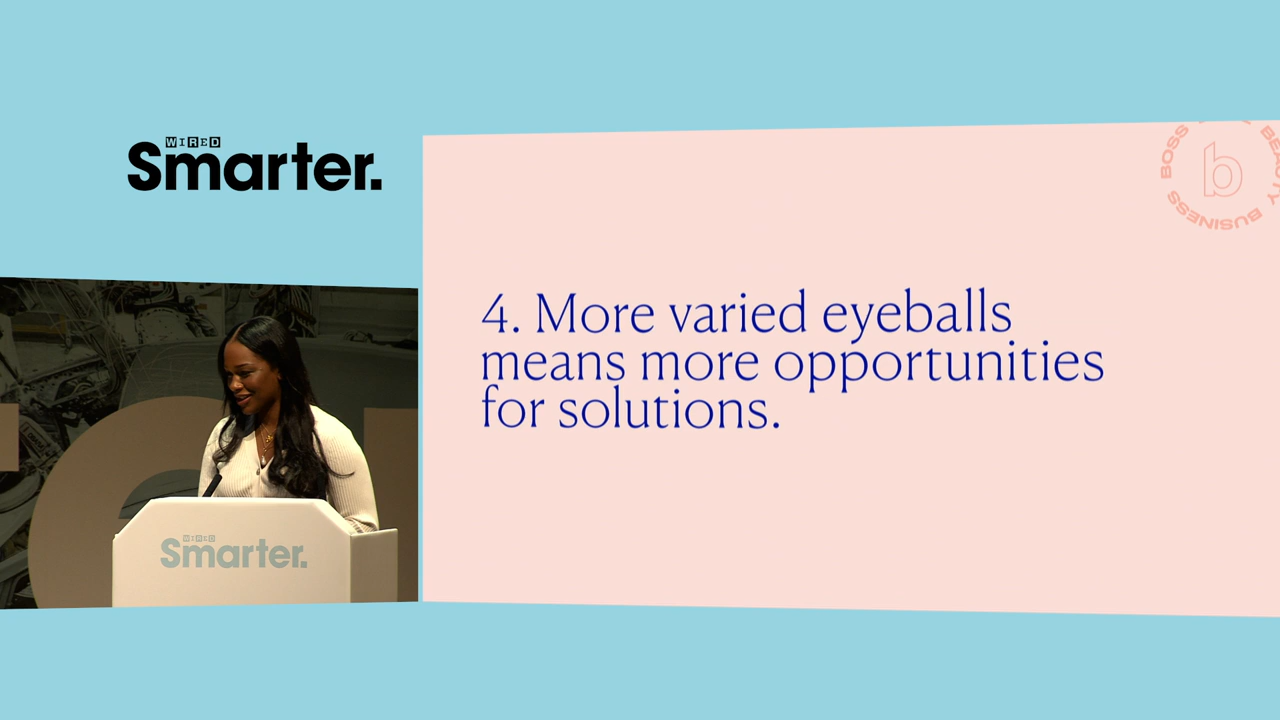 WIRED
Smarter.
BOSS BEAUTY BUSINESS
b
4. More varied eyeballs
means more opportunities
for solutions.
WIRED
Smarter.